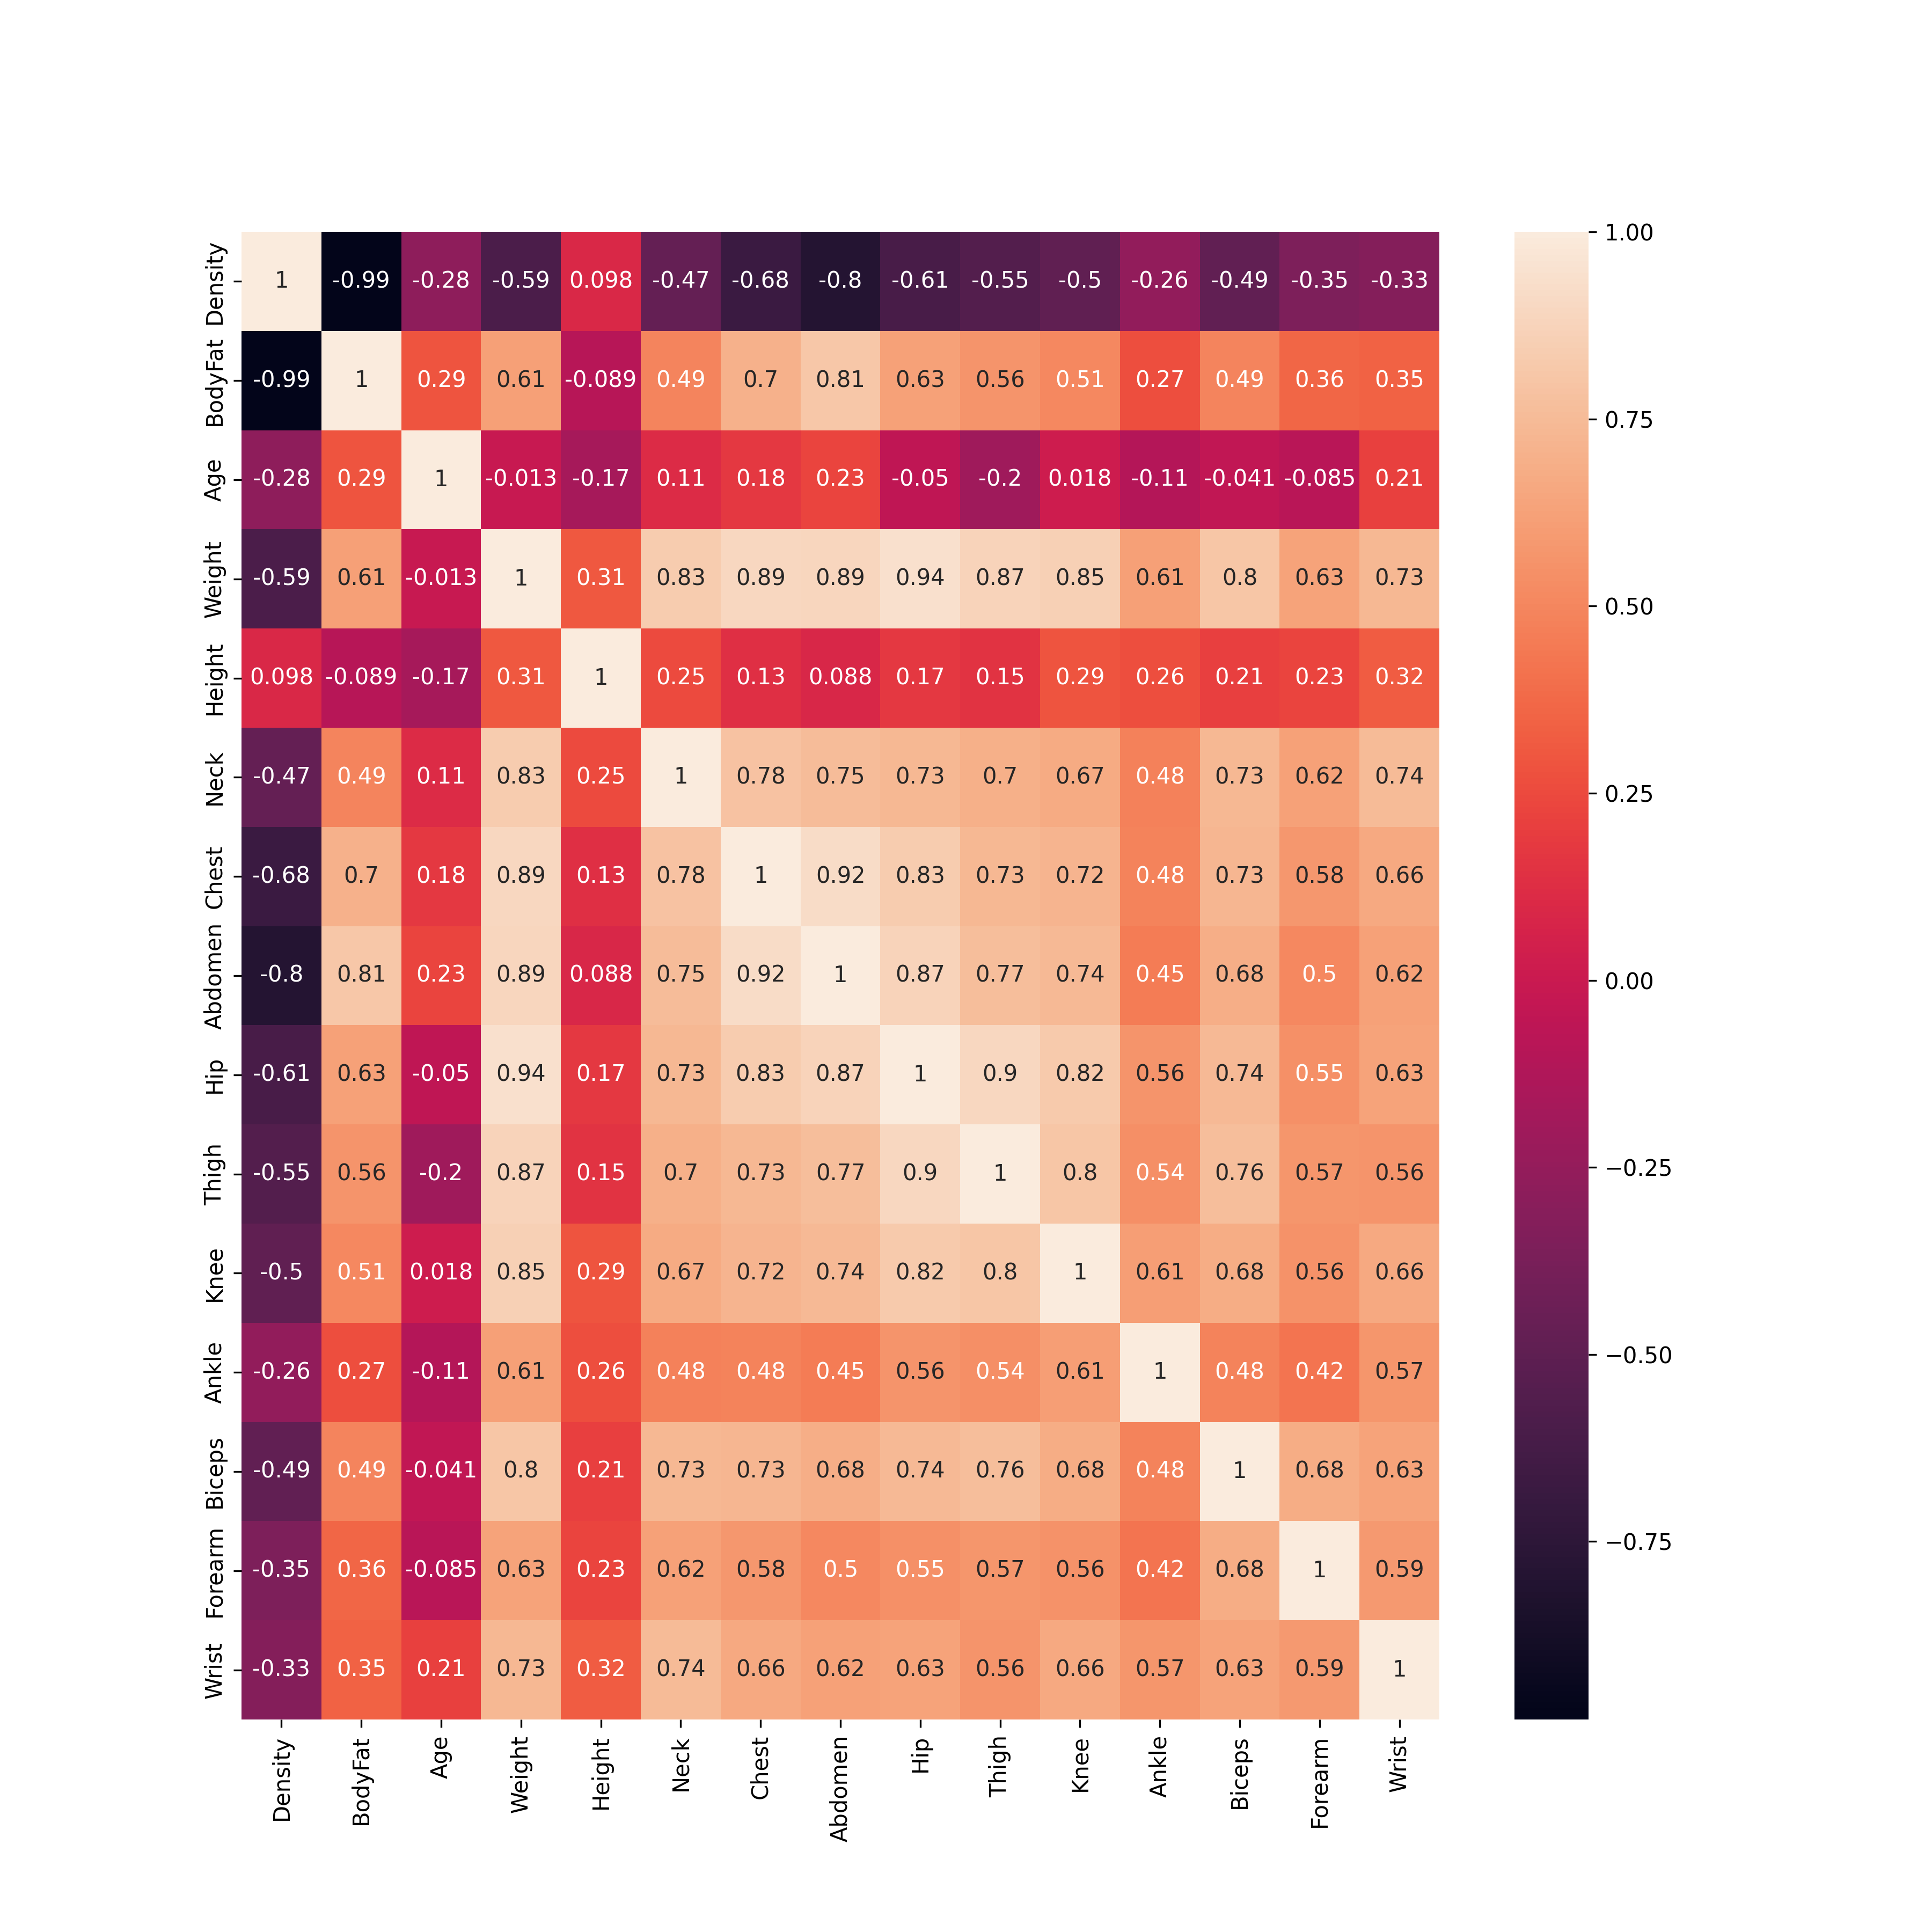 Density 1 -0.99 -0.28 -0.59 0.098 -0.47 -0.68 -0.8 -0.61 -0.55 -0.5 -0.26 -0.49 -0.35 -0.33
BodyFat -0.99 1 0.29 0.61 -0.089 0.49 0.7 0.81 0.63 0.56 0.51 0.27 0.49 0.36 0.35
Age -0.28 0.29 1 -0.013 -0.17 0.11 0.18 0.23 -0.05 -0.2 0.018 -0.11 -0.041 -0.085 0.21
Weight -0.59 0.61 -0.013 1 0.31 0.83 0.89 0.89 0.94 0.87 0.85 0.61 0.8 0.63 0.73
Height 0.098 -0.089 -0.17 0.31 1 0.25 0.13 0.088 0.17 0.15 0.29 0.26 0.21 0.23 0.32
Neck -0.47 0.49 0.11 0.83 0.25 1 0.78 0.75 0.73 0.7 0.67 0.48 0.73 0.62 0.74
Chest -0.68 0.7 0.18 0.89 0.13 0.78 1 0.92 0.83 0.73 0.72 0.48 0.73 0.58 0.66
Abdomen -0.8 0.81 0.23 0.89 0.088 0.75 0.92 1 0.87 0.77 0.74 0.45 0.68 0.5 0.62
Hip -0.61 0.63 -0.05 0.94 0.17 0.73 0.83 0.87 1 0.9 0.82 0.56 0.74 0.55 0.63
Thigh -0.55 0.56 -0.2 0.87 0.15 0.7 0.73 0.77 0.9 1 0.8 0.54 0.76 0.57 0.56
Knee -0.5 0.51 0.018 0.85 0.29 0.67 0.72 0.74 0.82 0.8 1 0.61 0.68 0.56 0.66
Ankle -0.26 0.27 -0.11 0.61 0.26 0.48 0.48 0.45 0.56 0.54 0.61 1 0.48 0.42 0.57
Biceps -0.49 0.49 -0.041 0.8 0.21 0.73 0.73 0.68 0.74 0.76 0.68 0.48 1 0.68 0.63
Forearm -0.35 0.36 -0.085 0.63 0.23 0.62 0.58 0.5 0.55 0.57 0.56 0.42 0.68 1 0.59
Wrist -0.33 0.35 0.21 0.73 0.32 0.74 0.66 0.62 0.63 0.56 0.66 0.57 0.63 0.59 1
Density BodyFat Age Weight Height Neck Chest Abdomen Hip Thigh Knee Ankle Biceps Forearm Wrist
1.00
0.75
0.50
0.25
0.00
−0.25
−0.50
−0.75